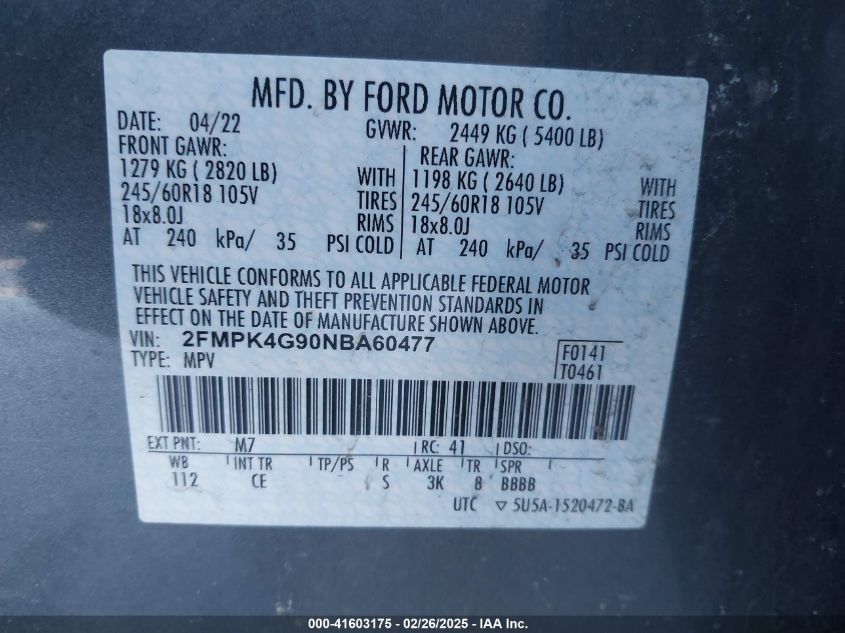 MFD. BY FORD MOTOR CO.
DATE: 04/22 GVWR: 2449 KG ( 5400 LB)
FRONT GAWR: REAR GAWR:
1279 KG ( 2820 LB) WITH 1198 KG ( 2640 LB) WITH
245/60R18 105V TIRES 245/60R18 105V TIRES
18x8.0J RIMS 18x8.0J RIMS
AT 240 kPa/ 35 PSI COLD AT 240 kPa/ 35 PSI COLD
THIS VEHICLE CONFORMS TO ALL APPLICABLE FEDERAL MOTOR
VEHICLE SAFETY AND THEFT PREVENTION STANDARDS IN
EFFECT ON THE DATE OF MANUFACTURE SHOWN ABOVE.
VIN: 2FMPK4G90NBA60477 F0141
TYPE: MPV T0461
EXT PNT: M7 RC: 41 DSO:
WB INT TR TP/PS R AXLE TR SPR
112 CE S 3K 8 BBBB
UTC ▽ 5U5A-1520472-BA
000-41603175 - 02/26/2025 - IAA Inc.